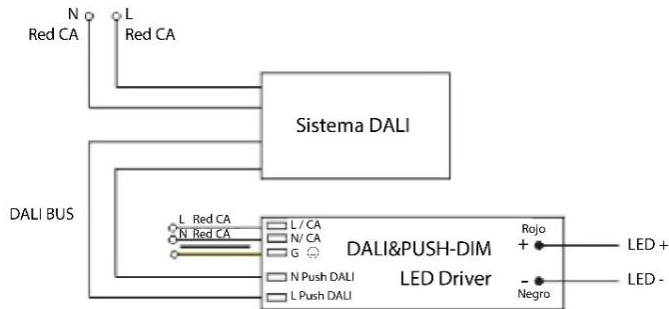 N L
Red CA Red CA
Sistema DALI
DALI BUS
L Red CA
N Red CA
L / CA
N/ CA
G
N Push DALI
L Push DALI
DALI&PUSH-DIM
LED Driver
Rojo
+
-
Negro
LED +
LED -